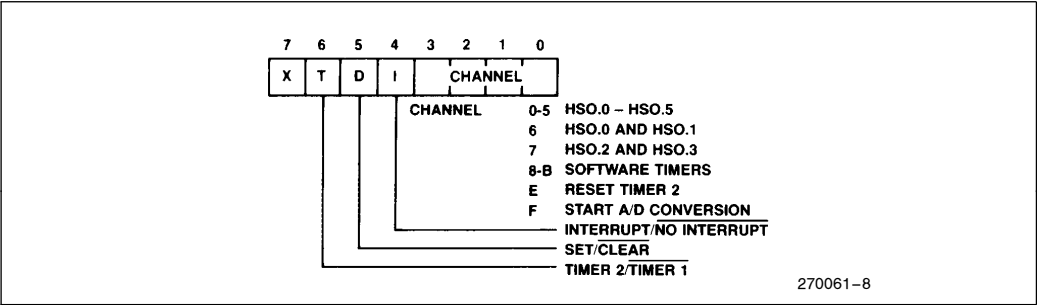 7 6 5 4 3 2 1 0
X T D I CHANNEL
CHANNEL 0-5 HSO.0 – HSO.5
6 HSO.0 AND HSO.1
7 HSO.2 AND HSO.3
8-B SOFTWARE TIMERS
E RESET TIMER 2
F START A/D CONVERSION
INTERRUPT/NO INTERRUPT
SET/CLEAR
TIMER 2/TIMER 1
270061–8